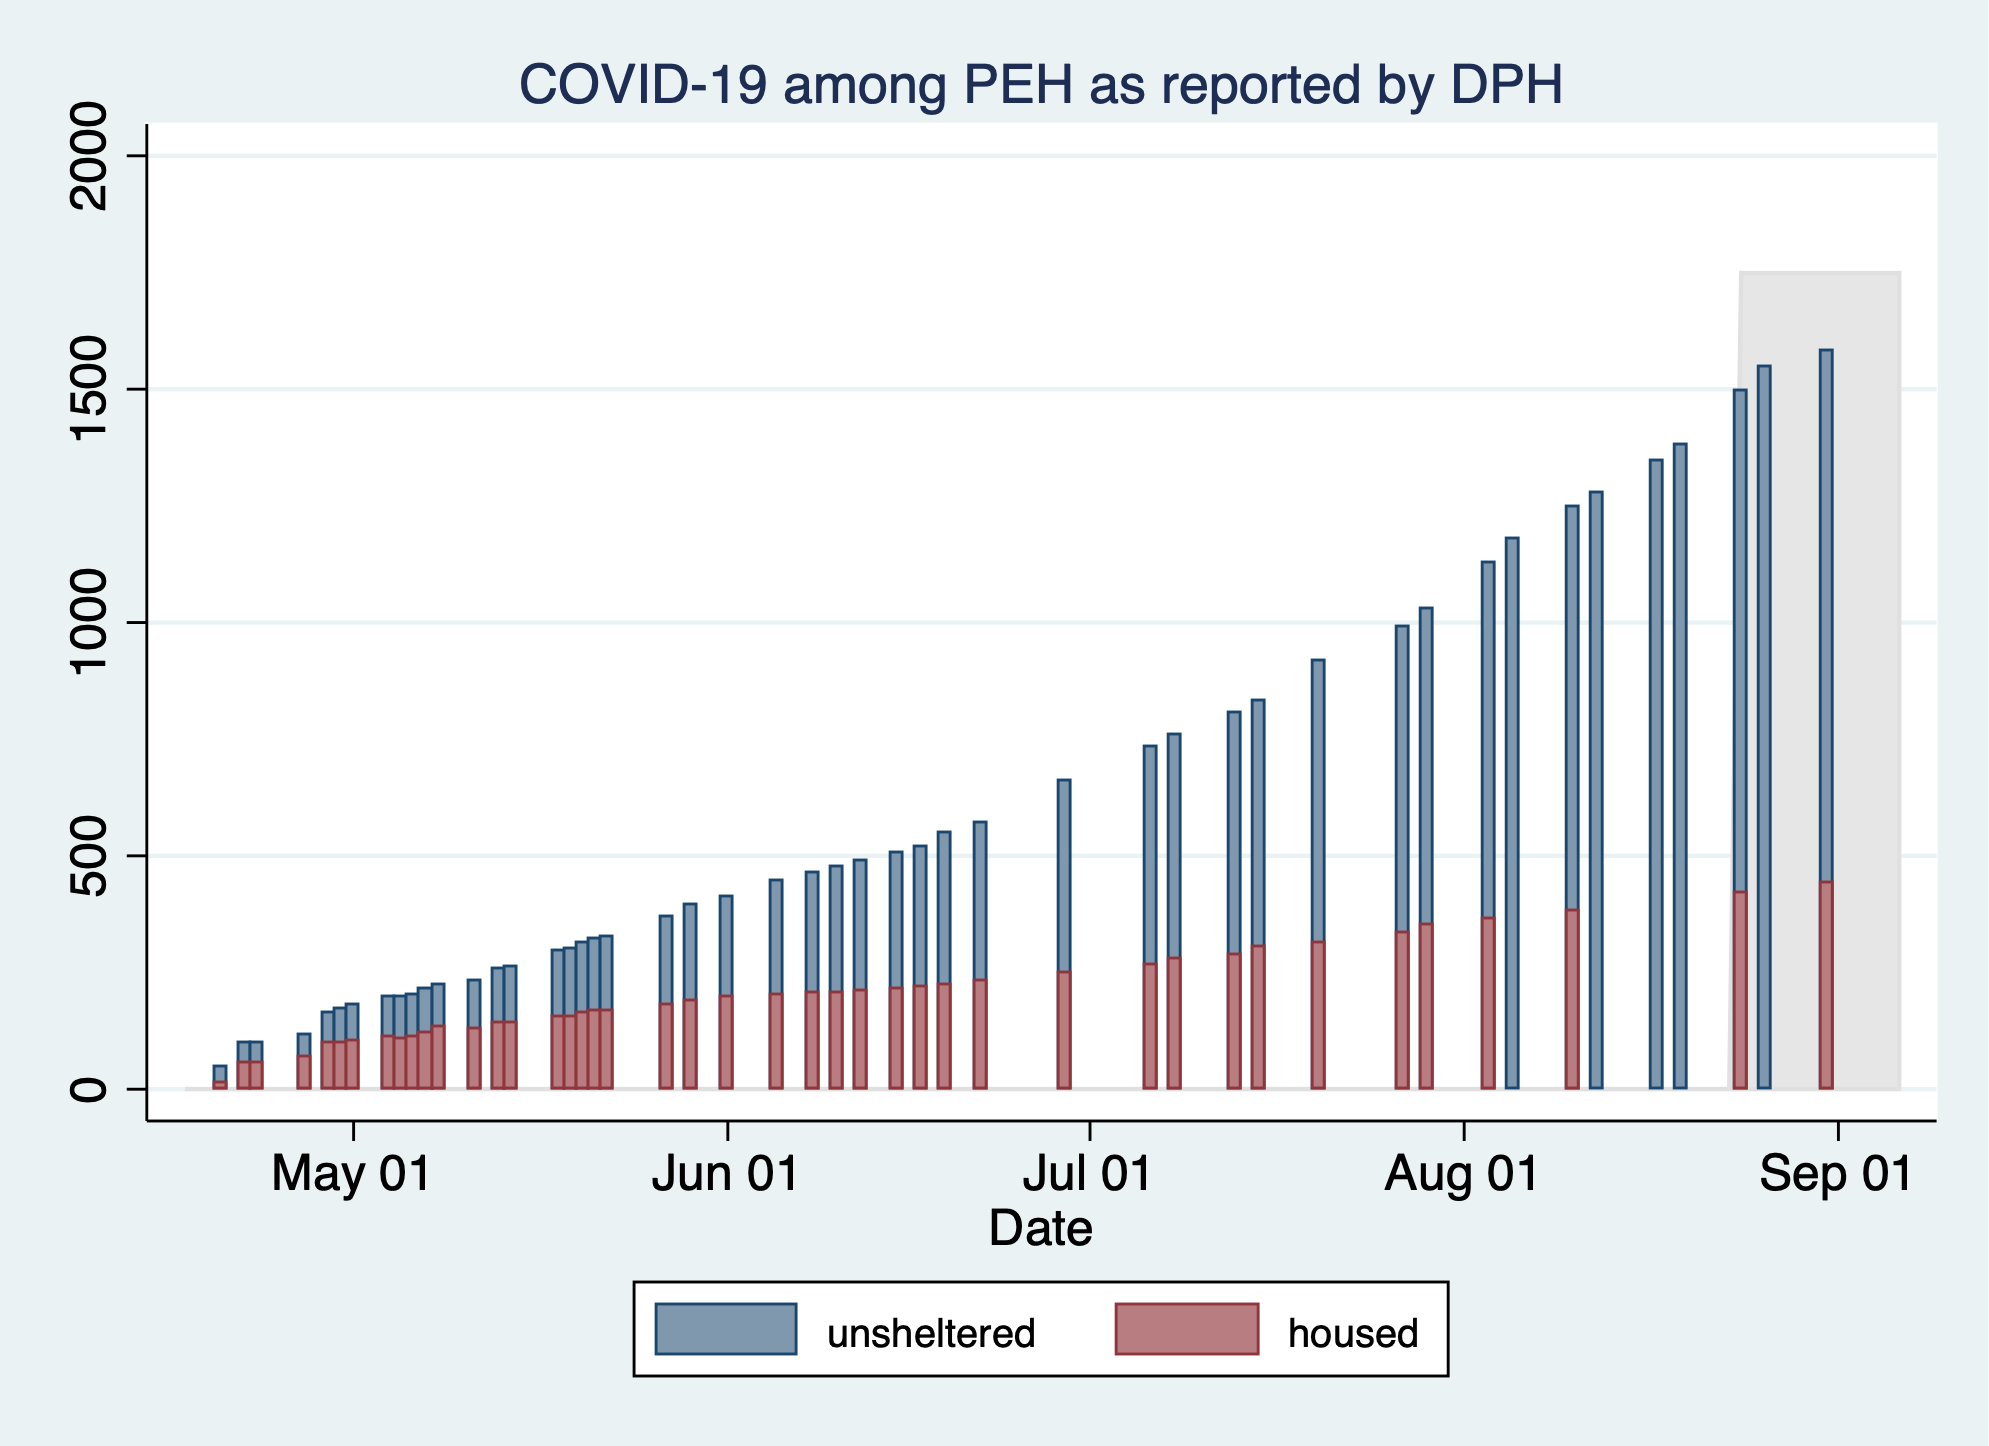 COVID-19 among PEH as reported by DPH
2000
1500
1000
500
0
May 01 Jun 01 Jul 01 Aug 01 Sep 01
Date
unsheltered housed